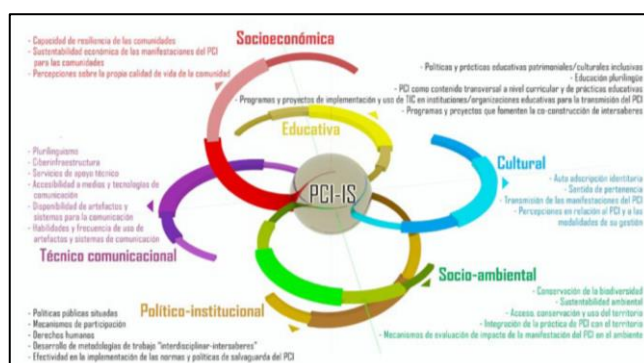 Socioeconómica
- Capacidad de resiliencia de las comunidades
- Sustentabilidad económica de las manifestaciones del PCI
para las comunidades
- Percepciones sobre la propia calidad de vida de la comunidad
- Políticas y prácticas educativas patrimoniales/culturales inclusivas
- Educación plurilingüe
- PCI como contenido transversal a nivel curricular y de prácticas educativas
- Programas y proyectos de implementación y uso de TIC en instituciones/organizaciones educativas para la transmisión del PCI
- Programas y proyectos que fomenten la co-construcción de intersaberes
Educativa
- Plurilingüismo
- Ciberinfraestructura
- Servicios de apoyo técnico
- Accesibilidad a medios y tecnologías de
comunicación
- Disponibilidad de artefactos y
sistemas para la comunicación
- Habilidades y frecuencia de uso de
artefactos y sistemas de comunicación
Técnico comunicacional
PCI-IS
Cultural
- Auto adscripción identitaria
- Sentido de pertenencia
- Transmisión de las manifestaciones del PCI
- Percepciones en relación al PCI y a las
modalidades de su gestión
Socio-ambiental
- Conservación de la biodiversidad
- Sustentabilidad ambiental
- Acceso, conservación y uso del territorio
- Integración de la práctica de PCI con el territorio
- Mecanismos de evaluación de impacto de la manifestación del PCI en el ambiente
Político-institucional
- Políticas públicas situadas
- Mecanismos de participación
- Derechos humanos
- Desarrollo de metodologías de trabajo "interdisciplinar-intersaberes"
- Efectividad en la implementación de las normas y políticas de salvaguarda del PCI